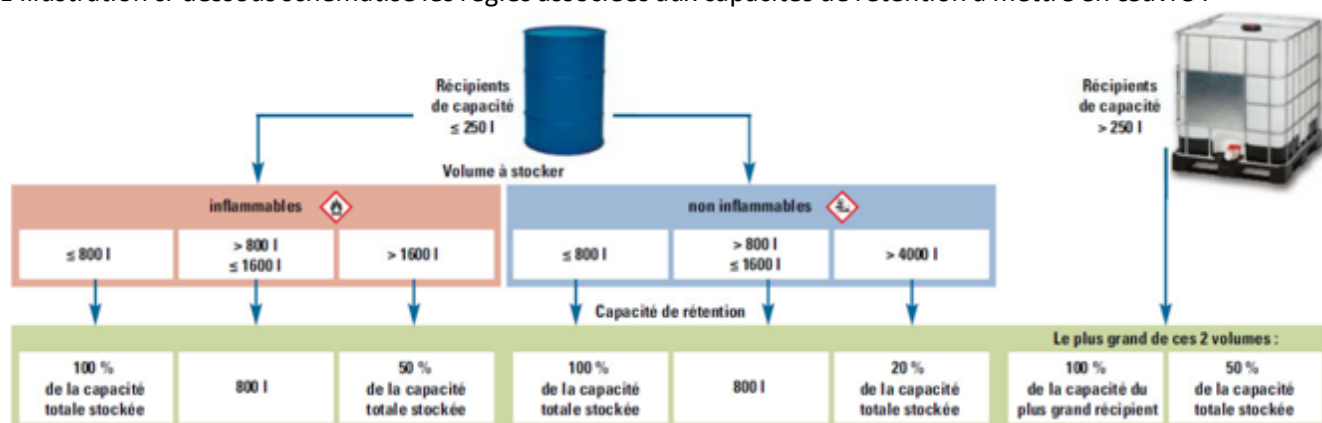 L'illustration ci-dessous schématise les règles associées aux capacités de rétention à mettre en œuvre :
Récipients
de capacité
≤ 250 l
Récipients
de capacité
> 250 l
Volume à stocker
inflammables
non inflammables
≤ 800 l
> 800 l
≤ 1600 l
> 1600 l
≤ 800 l
> 800 l
≤ 1600 l
> 4000 l
Capacité de rétention
Le plus grand de ces 2 volumes :
100 %
de la capacité
totale stockée
800 l
50 %
de la capacité
totale stockée
100 %
de la capacité
totale stockée
800 l
20 %
de la capacité
totale stockée
100 %
de la capacité du
plus grand récipient
50 %
de la capacité
totale stockée